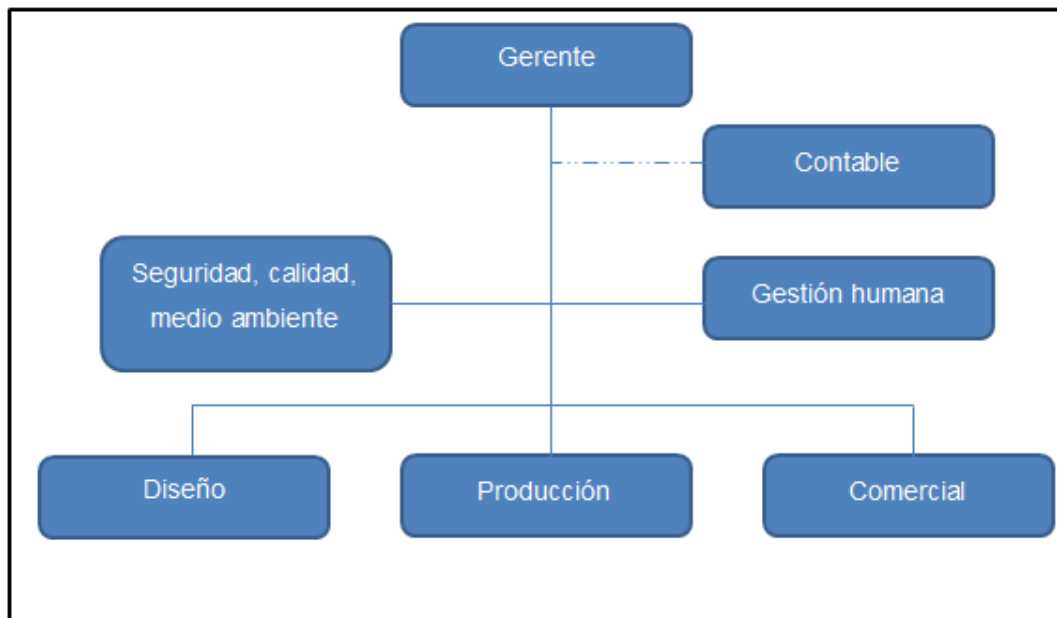 Gerente
Contable
Seguridad, calidad,
medio ambiente
Gestión humana
Diseño
Producción
Comercial